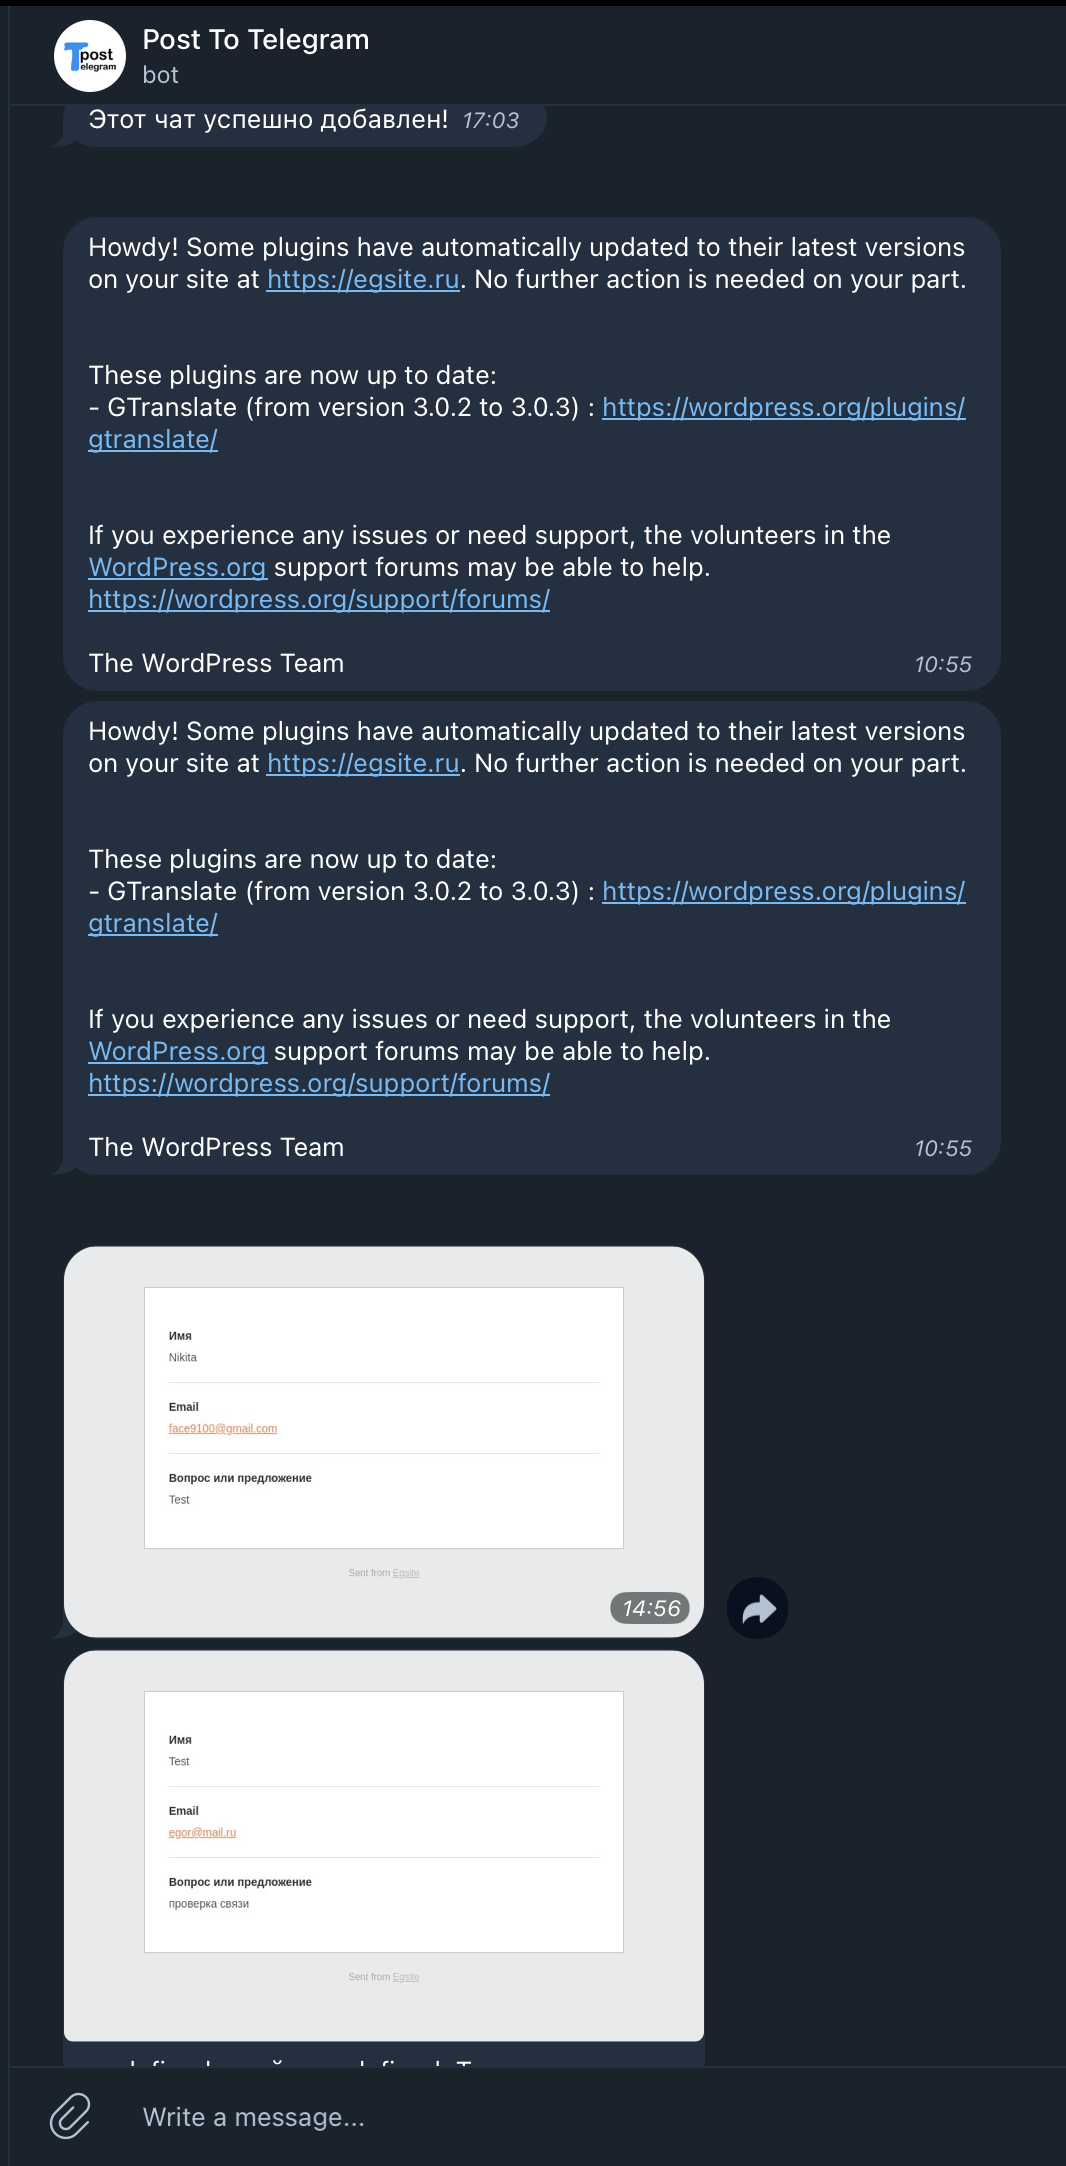 Post To Telegram
bot
Tpost
elegram
Этот чат успешно добавлен! 17:03
Howdy! Some plugins have automatically updated to their latest versions
on your site at https://egsite.ru. No further action is needed on your part.
These plugins are now up to date:
- GTranslate (from version 3.0.2 to 3.0.3) : https://wordpress.org/plugins/
gtranslate/
If you experience any issues or need support, the volunteers in the
WordPress.org support forums may be able to help.
https://wordpress.org/support/forums/
The WordPress Team 10:55
Howdy! Some plugins have automatically updated to their latest versions
on your site at https://egsite.ru. No further action is needed on your part.
These plugins are now up to date:
- GTranslate (from version 3.0.2 to 3.0.3) : https://wordpress.org/plugins/
gtranslate/
If you experience any issues or need support, the volunteers in the
WordPress.org support forums may be able to help.
https://wordpress.org/support/forums/
The WordPress Team 10:55
Имя
Nikita
Email
face9100@gmail.com
Вопрос или предложение
Test
Sent from Egsite
14:56
Имя
Test
Email
egor@mail.ru
Вопрос или предложение
проверка связи
Sent from Egsite
Write a message...